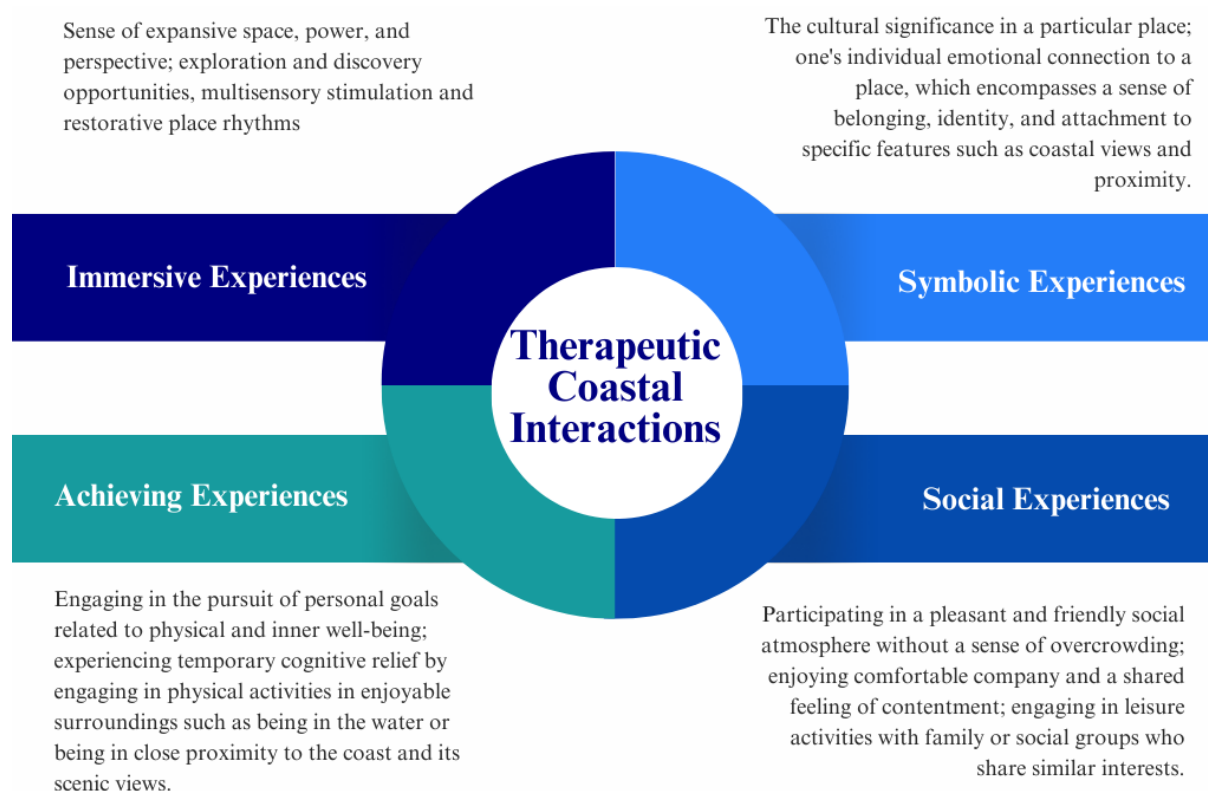 Sense of expansive space, power, and
perspective; exploration and discovery
opportunities, multisensory stimulation and
restorative place rhythms
Immersive Experiences
The cultural significance in a particular place;
one's individual emotional connection to a
place, which encompasses a sense of
belonging, identity, and attachment to
specific features such as coastal views and
proximity.
Symbolic Experiences
Therapeutic
Coastal
Interactions
Achieving Experiences
Engaging in the pursuit of personal goals
related to physical and inner well-being;
experiencing temporary cognitive relief by
engaging in physical activities in enjoyable
surroundings such as being in the water or
being in close proximity to the coast and its
scenic views.
Social Experiences
Participating in a pleasant and friendly social
atmosphere without a sense of overcrowding;
enjoying comfortable company and a shared
feeling of contentment; engaging in leisure
activities with family or social groups who
share similar interests.